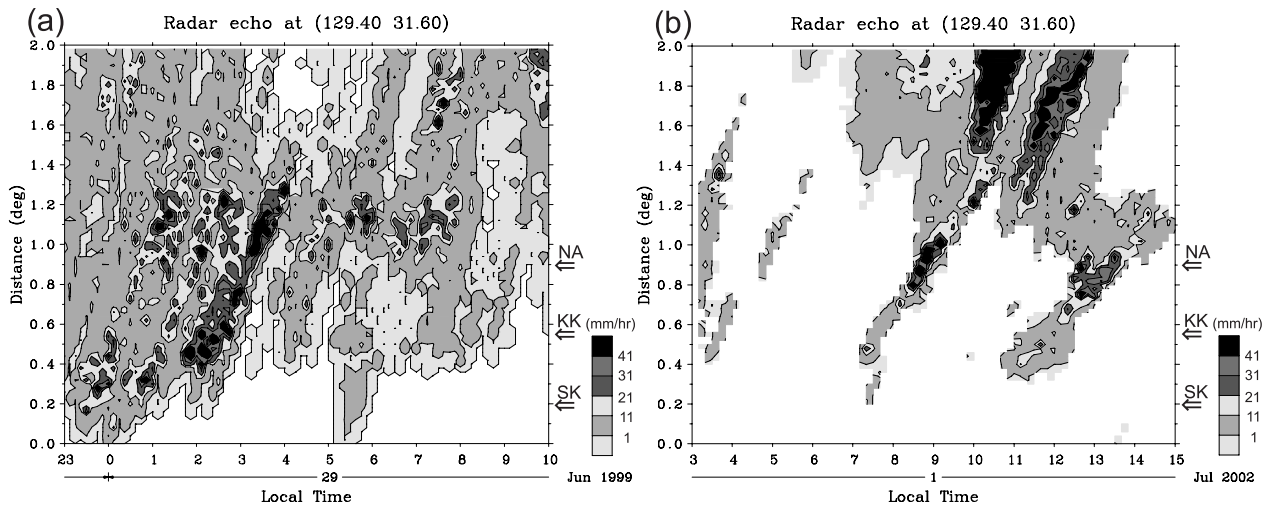 (a)
Radar echo at (129.40 31.60)
2.0
1.8
1.6
1.4
1.2
1.0
0.8
0.6
0.4
0.2
0.0
Distance (deg)
23 0 1 2 3 4 5 6 7 8 9 10
29
Jun 1999
Local Time
NA
⇐
KK
⇐
SK
⇐
(mm/hr)
41
31
21
11
1
(b)
Radar echo at (129.40 31.60)
2.0
1.8
1.6
1.4
1.2
1.0
0.8
0.6
0.4
0.2
0.0
Distance (deg)
3 4 5 6 7 8 9 10 11 12 13 14 15
1
Jul 2002
Local Time
NA
⇐
KK
⇐
SK
⇐
(mm/hr)
41
31
21
11
1